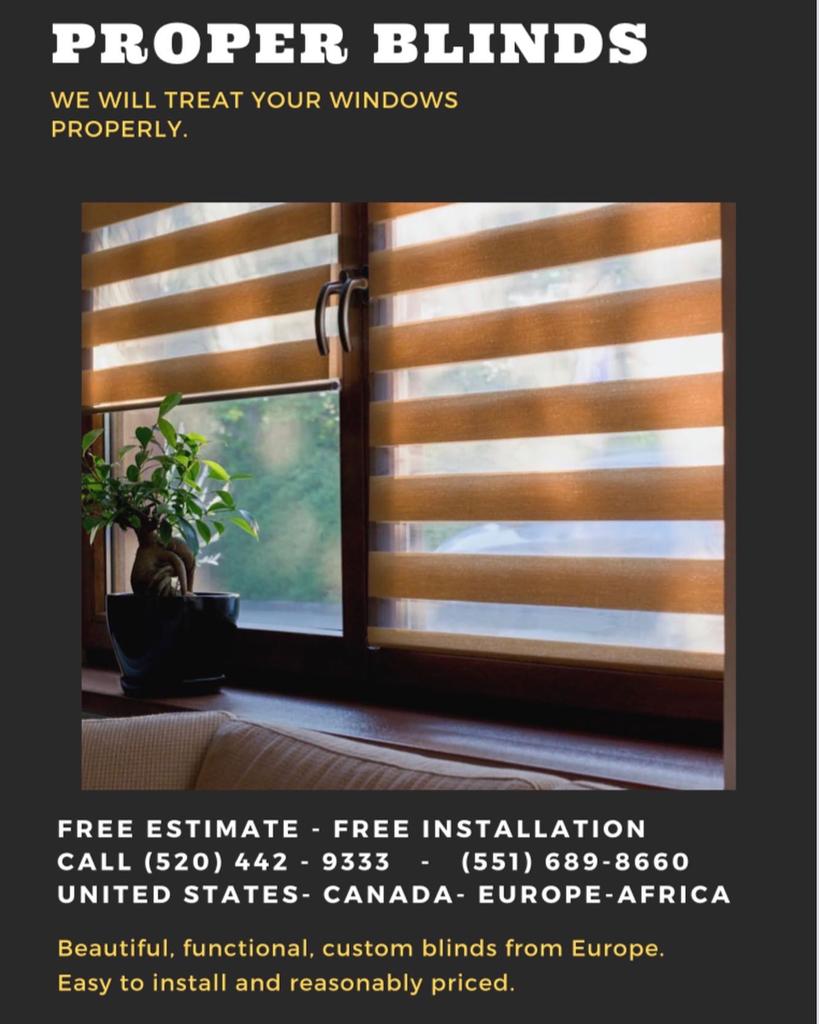 PROPER BLINDS
WE WILL TREAT YOUR WINDOWS
PROPERLY.
FREE ESTIMATE - FREE INSTALLATION
CALL (520) 442 - 9333 - (551) 689-8660
UNITED STATES- CANADA- EUROPE-AFRICA
Beautiful, functional, custom blinds from Europe.
Easy to install and reasonably priced.